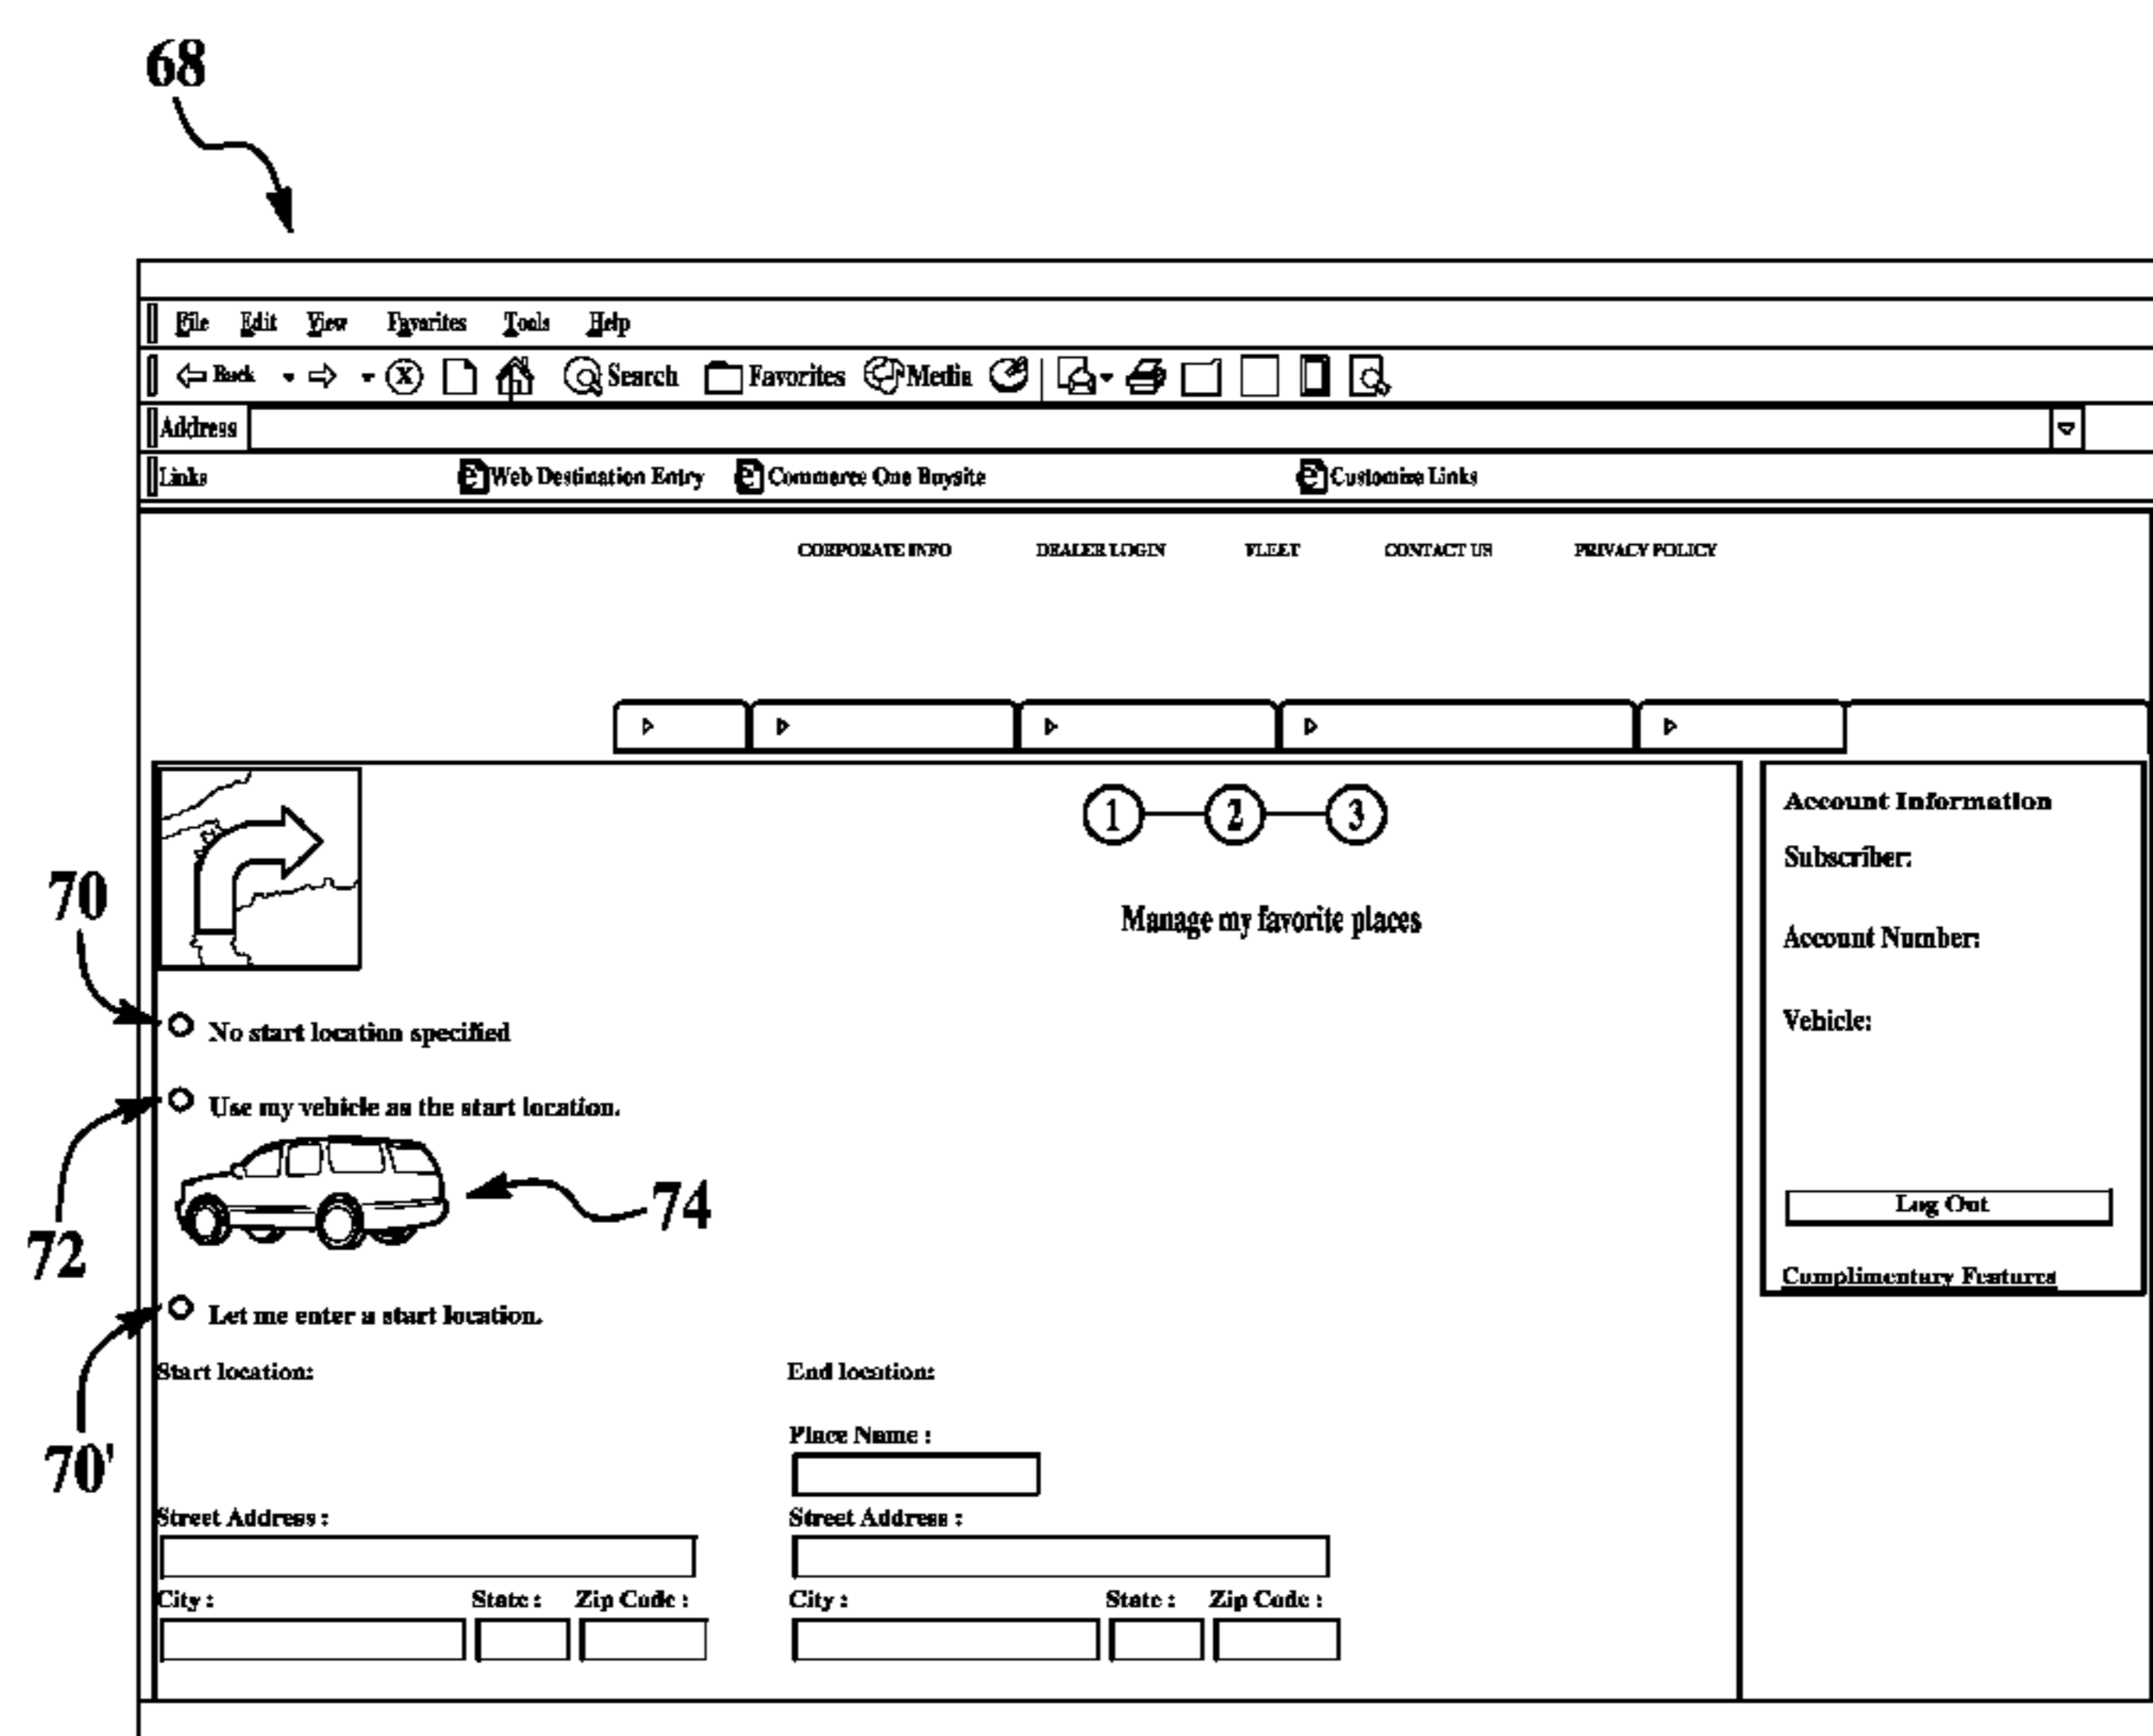 68
File Edit View Favorites Tools Help
Back X Search Favorites Media
Address
Links Web Destination Entry Commerce One Buysite Customize Links
CORPORATE INFO DEALER LOGIN FLEET CONTACT US PRIVACY POLICY
1 2 3
Manage my favorite places
Account Information
Subscriber:
Account Number:
Vehicle:
Log Out
Complimentary Features
70
No start location specified
72
Use my vehicle as the start location.
74
70'
Let me enter a start location.
Start location: End location:
Place Name :
Street Address : Street Address :
City : State : Zip Code : City : State : Zip Code :